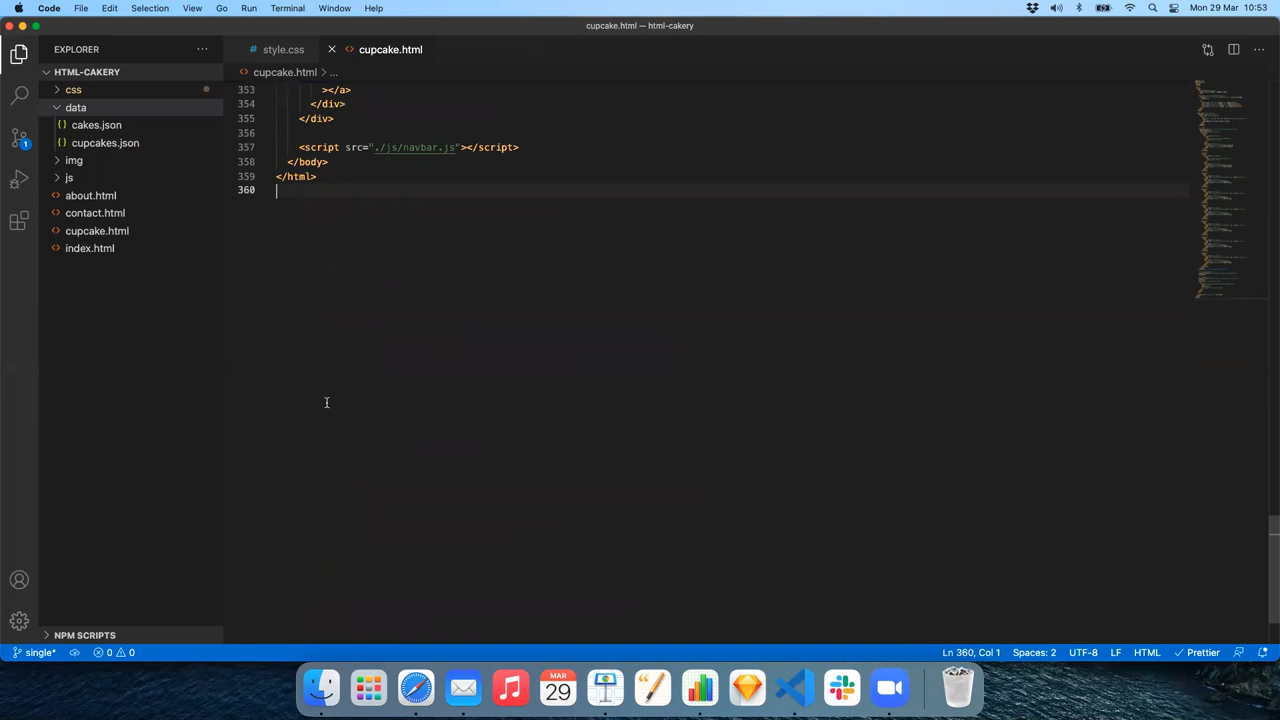 Code File Edit Selection View Go Run Terminal Window Help
Mon 29 Mar 10:53
cupcake.html — html-cakery
EXPLORER
HTML-CAKERY
css
data
cakes.json
cupcakes.json
img
js
about.html
contact.html
cupcake.html
index.html
NPM SCRIPTS
# style.css
cupcake.html
cupcake.html > ...
353 ></a>
354 </div>
355 </div>
356
357 <script src="./js/navbar.js"></script>
358 </body>
359 </html>
360
1
single*
0
0
Ln 360, Col 1
Spaces: 2
UTF-8
LF
HTML
Prettier
MAR
29